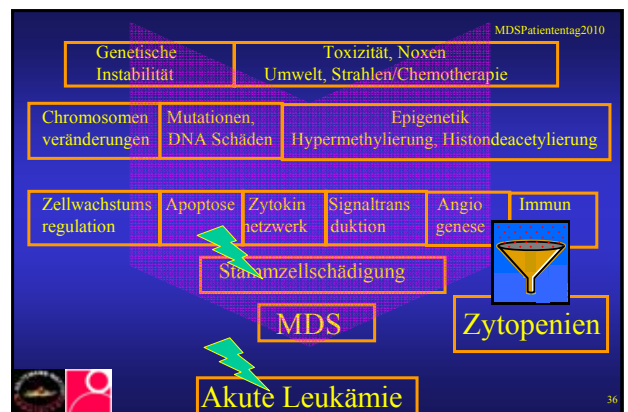 MDSPatiententag2010
Genetische
Instabilität
Toxizität, Noxen
Umwelt, Strahlen/Chemotherapie
Chromosomen
veränderungen
Mutationen,
DNA Schäden
Epigenetik
Hypermethylierung, Histondeacetylierung
Zellwachstums
regulation
Apoptose
Zytokin
netzwerk
Signaltrans
duktion
Angio
genese
Immun
Stammzellschädigung
MDS
Zytopenien
Akute Leukämie
36